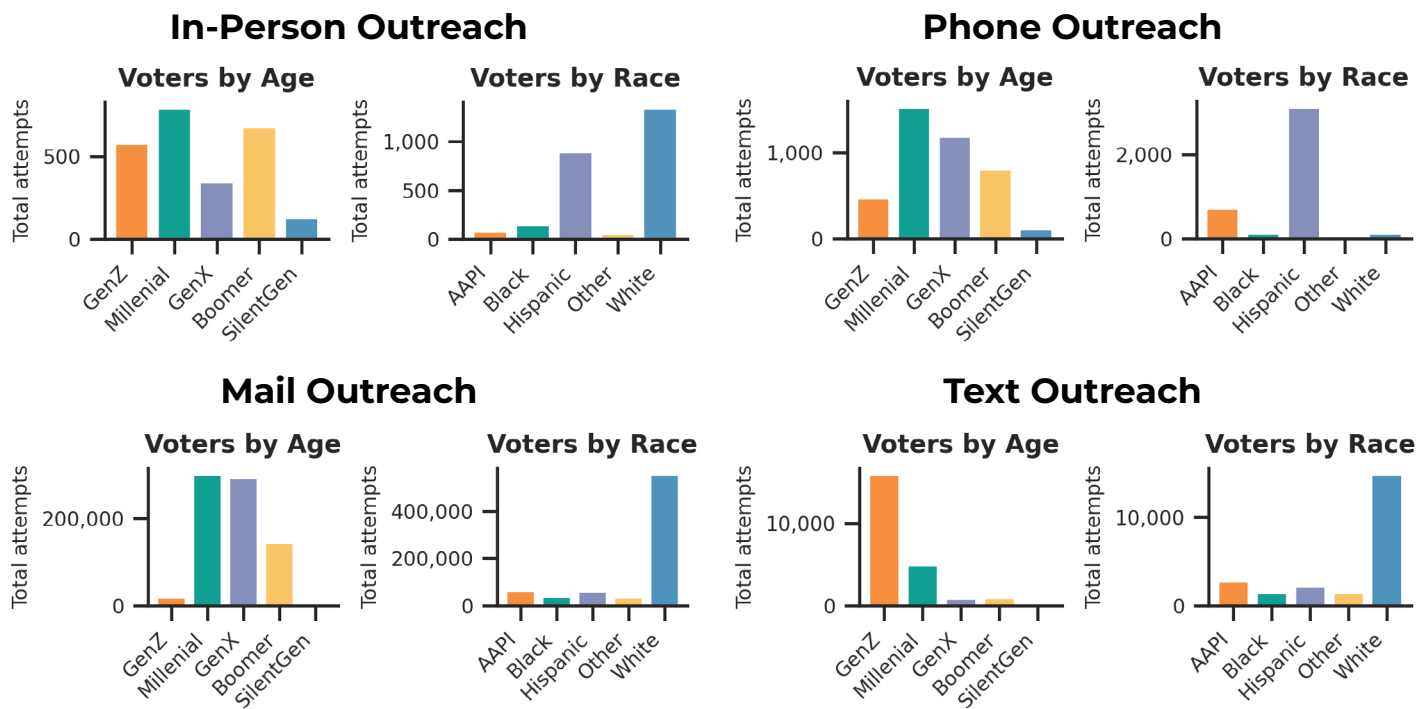 In-Person Outreach
Voters by Age
Total attempts
500
0
GenZ
Millenial
GenX
Boomer
SilentGen
Voters by Race
Total attempts
1,000
500
0
AAPI
Black
Hispanic
Other
White
Phone Outreach
Voters by Age
Total attempts
1,000
0
GenZ
Millenial
GenX
Boomer
SilentGen
Voters by Race
Total attempts
2,000
0
AAPI
Black
Hispanic
Other
White
Mail Outreach
Voters by Age
Total attempts
200,000
0
GenZ
Millenial
GenX
Boomer
SilentGen
Voters by Race
Total attempts
400,000
200,000
0
AAPI
Black
Hispanic
Other
White
Text Outreach
Voters by Age
Total attempts
10,000
0
GenZ
Millenial
GenX
Boomer
SilentGen
Voters by Race
Total attempts
10,000
0
AAPI
Black
Hispanic
Other
White